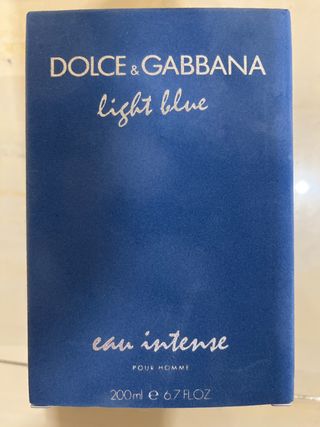 DOLCE & GABBANA
light blue
eau intense
POUR HOMME
200ml ℮ 6.7 FL.OZ